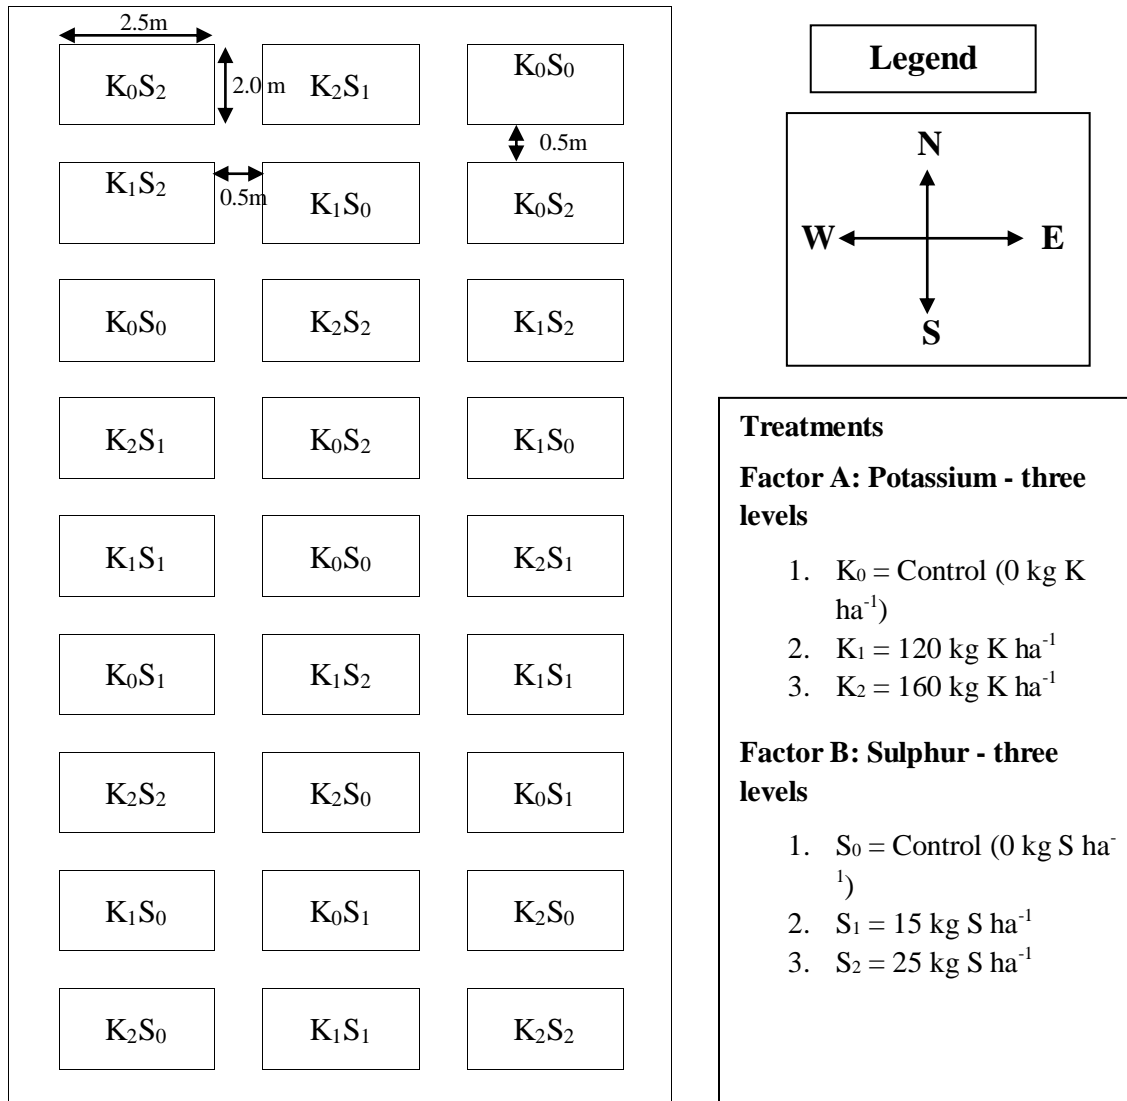 2.5m
K₀S₂ 2.0 m K₂S₁ K₀S₀
0.5m
K₁S₂ 0.5m K₁S₀ K₀S₂
K₀S₀ K₂S₂ K₁S₂
K₂S₁ K₀S₂ K₁S₀
K₁S₁ K₀S₀ K₂S₁
K₀S₁ K₁S₂ K₁S₁
K₂S₂ K₂S₀ K₀S₁
K₁S₀ K₀S₁ K₂S₀
K₂S₀ K₁S₁ K₂S₂
Legend
N
W E
S
Treatments
Factor A: Potassium - three
levels
1. K₀ = Control (0 kg K
ha⁻¹)
2. K₁ = 120 kg K ha⁻¹
3. K₂ = 160 kg K ha⁻¹
Factor B: Sulphur - three
levels
1. S₀ = Control (0 kg S ha⁻
¹)
2. S₁ = 15 kg S ha⁻¹
3. S₂ = 25 kg S ha⁻¹